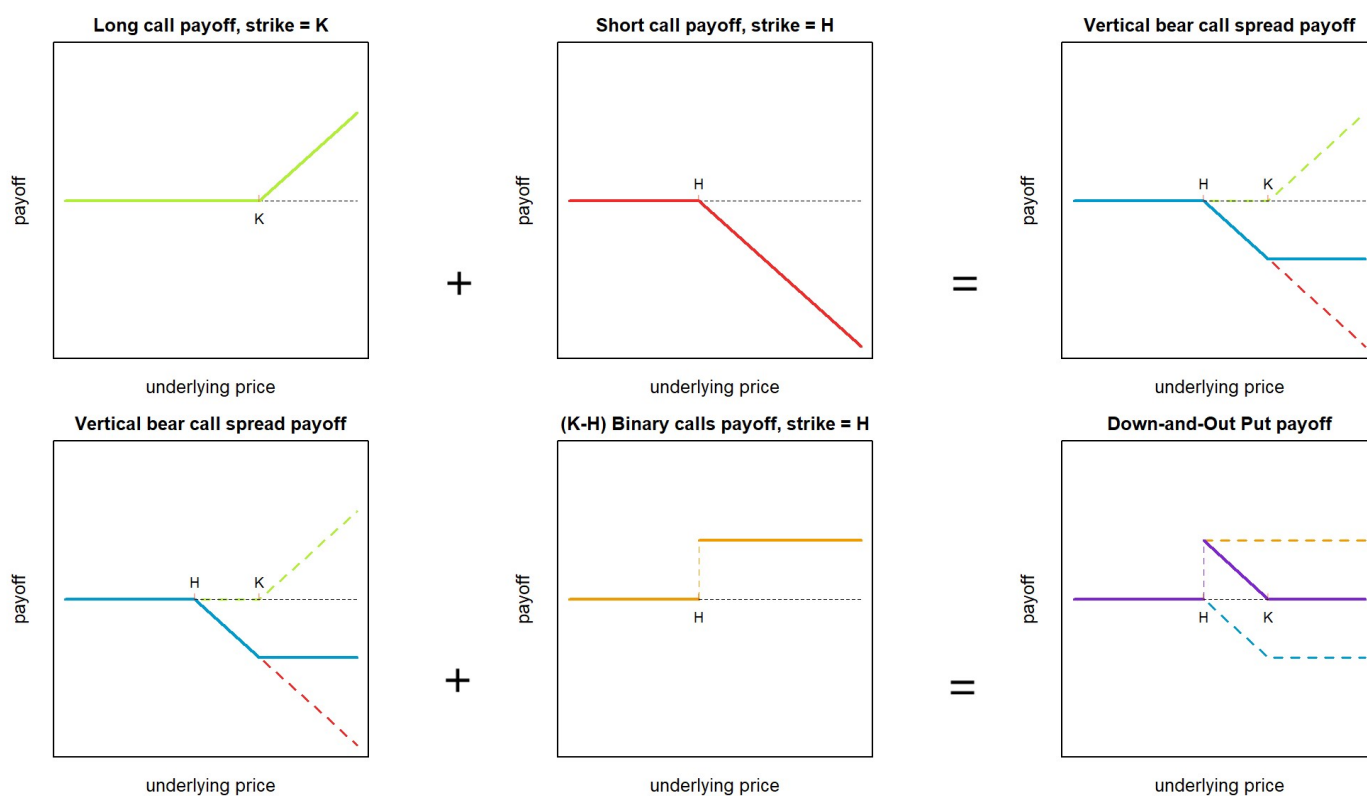 Long call payoff, strike = K
Short call payoff, strike = H
Vertical bear call spread payoff
payoff
K
underlying price
+
payoff
H
underlying price
=
payoff
H K
underlying price
Vertical bear call spread payoff
(K-H) Binary calls payoff, strike = H
Down-and-Out Put payoff
payoff
H K
underlying price
+
payoff
H
underlying price
=
payoff
H K
underlying price